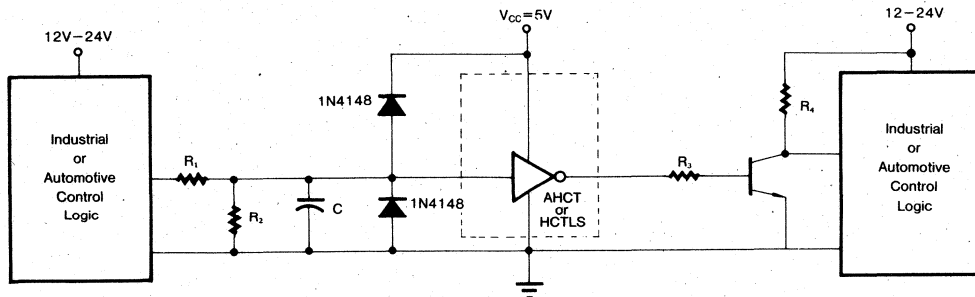 12V–24V
Industrial
or
Automotive
Control
Logic
R₁
R₂
C
1N4148
1N4148
V_CC=5V
AHCT
or
HCTLS
R₃
12–24V
R₄
Industrial
or
Automotive
Control
Logic